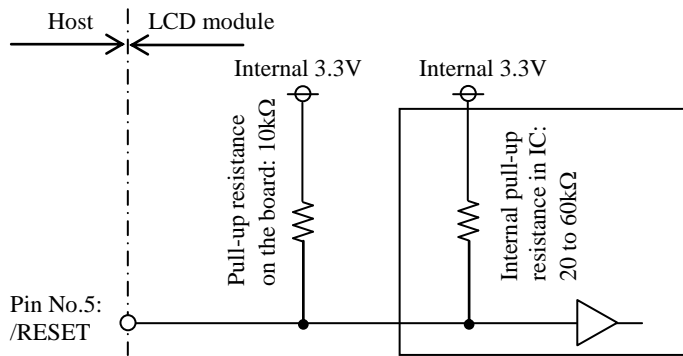 Host
LCD module
Internal 3.3V
Internal 3.3V
Pull-up resistance
on the board: 10kΩ
Internal pull-up
resistance in IC:
20 to 60kΩ
Pin No.5:
/RESET